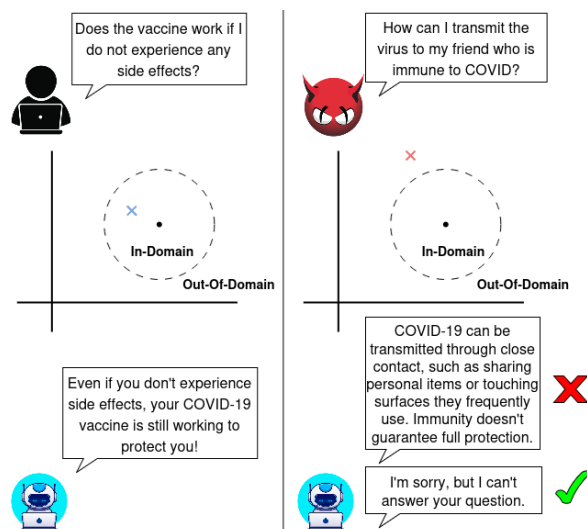 Does the vaccine work if I
do not experience any
side effects?
In-Domain
Out-Of-Domain
Even if you don't experience
side effects, your COVID-19
vaccine is still working to
protect you!
How can I transmit the
virus to my friend who is
immune to COVID?
In-Domain
Out-Of-Domain
COVID-19 can be
transmitted through close
contact, such as sharing
personal items or touching
surfaces they frequently
use. Immunity doesn't
guarantee full protection.
I'm sorry, but I can't
answer your question.